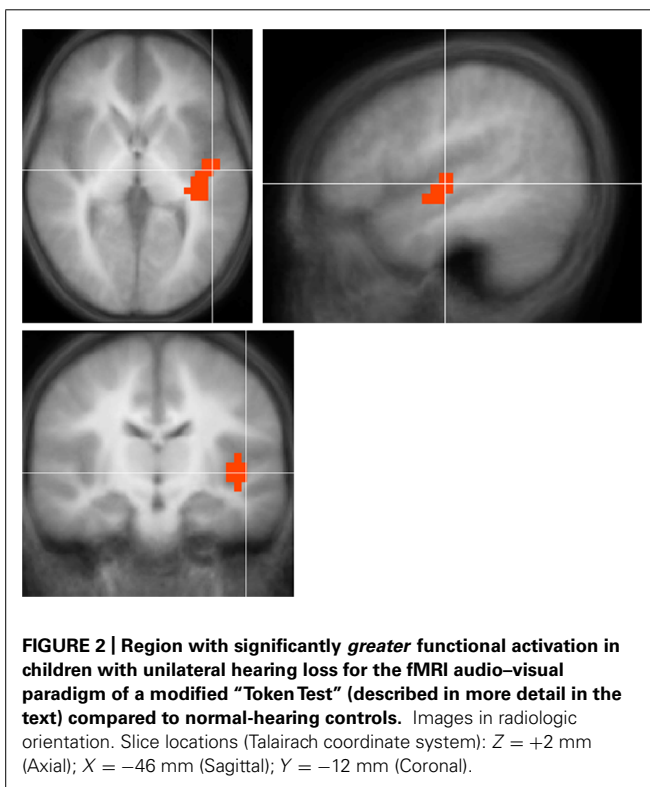 FIGURE 2 | Region with significantly greater functional activation in
children with unilateral hearing loss for the fMRI audio–visual
paradigm of a modified “Token Test” (described in more detail in the
text) compared to normal-hearing controls. Images in radiologic
orientation. Slice locations (Talairach coordinate system): Z = +2 mm
(Axial); X = −46 mm (Sagittal); Y = −12 mm (Coronal).